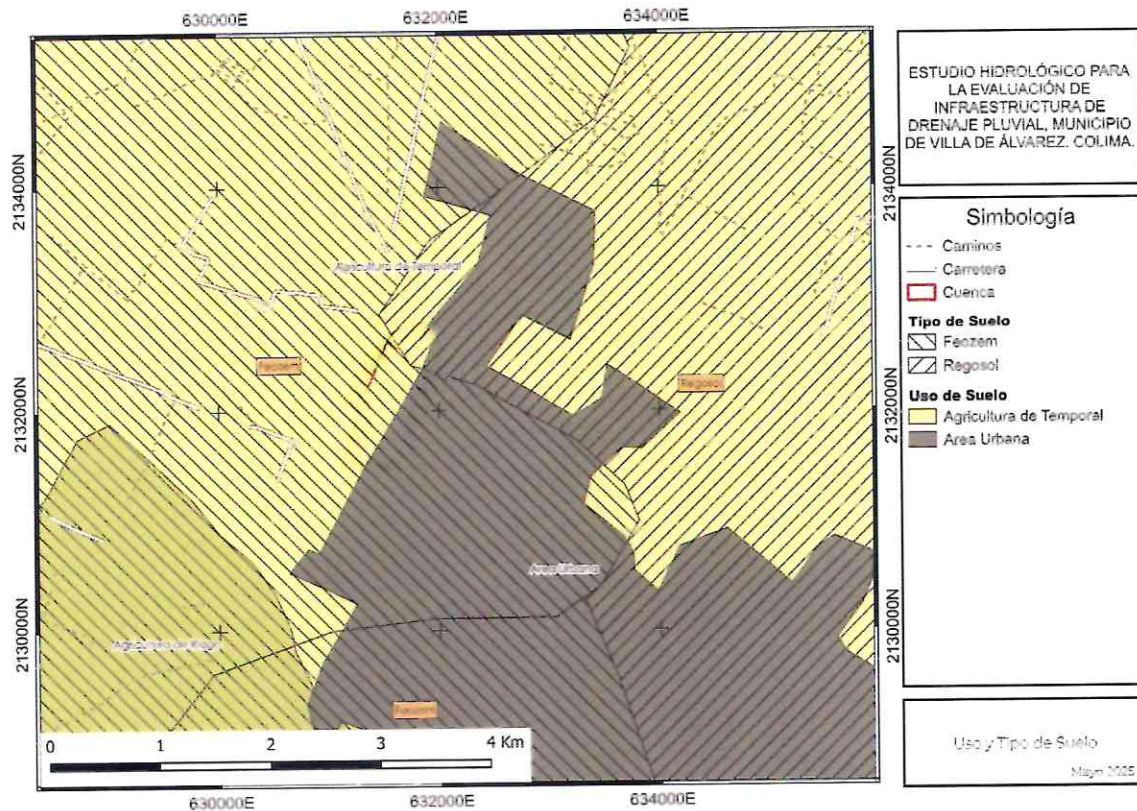 630000E
632000E
634000E
2134000N
2132000N
2130000N
Agricultura de Temporal
Feozem
Regosol
Area Urbana
Agricultura de Riego
Feozem
0 1 2 3 4 Km
630000E
632000E
634000E
2134000N
2132000N
2130000N
ESTUDIO HIDROLÓGICO PARA
LA EVALUACIÓN DE
INFRAESTRUCTURA DE
DRENAJE PLUVIAL, MUNICIPIO
DE VILLA DE ÁLVAREZ. COLIMA.
Simbología
Caminos
Carretera
Cuenca
Tipo de Suelo
Feozem
Regosol
Uso de Suelo
Agricultura de Temporal
Area Urbana
Uso y Tipo de Suelo
Mayo 2025